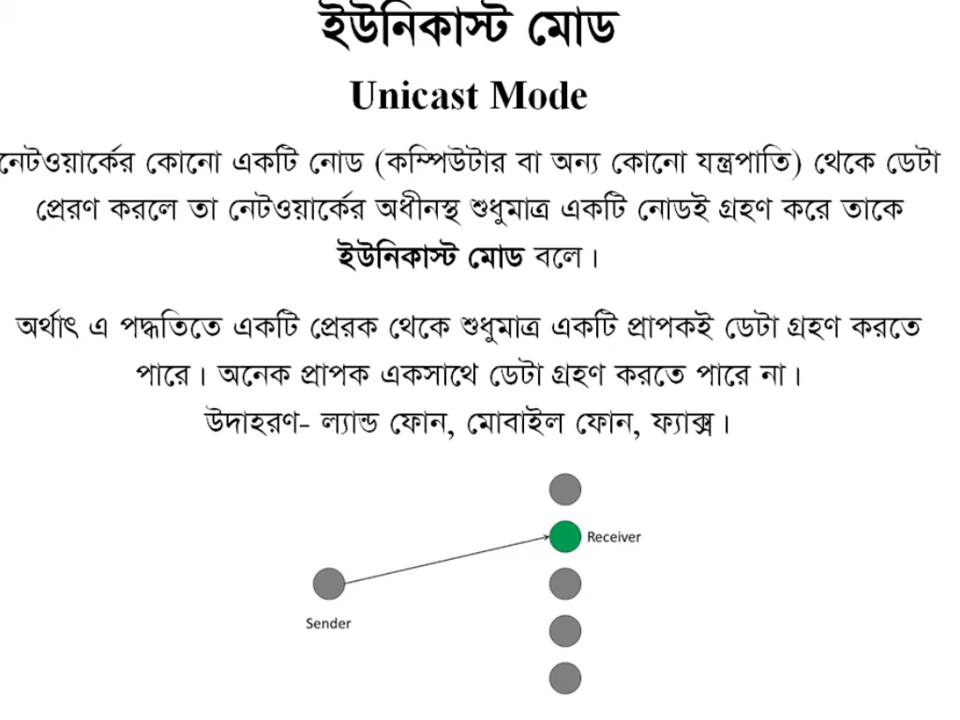 ইউনিকাস্ট মোড
Unicast Mode
নেটওয়ার্কের কোনো একটি নোড (কম্পিউটার বা অন্য কোনো যন্ত্রপাতি) থেকে ডেটা
প্রেরণ করলে তা নেটওয়ার্কের অধীনস্থ শুধুমাত্র একটি নোডই গ্রহণ করে তাকে
ইউনিকাস্ট মোড বলে।
অর্থাৎ এ পদ্ধতিতে একটি প্রেরক থেকে শুধুমাত্র একটি প্রাপকই ডেটা গ্রহণ করতে
পারে। অনেক প্রাপক একসাথে ডেটা গ্রহণ করতে পারে না।
উদাহরণ- ল্যান্ড ফোন, মোবাইল ফোন, ফ্যাক্স।
Receiver
Sender